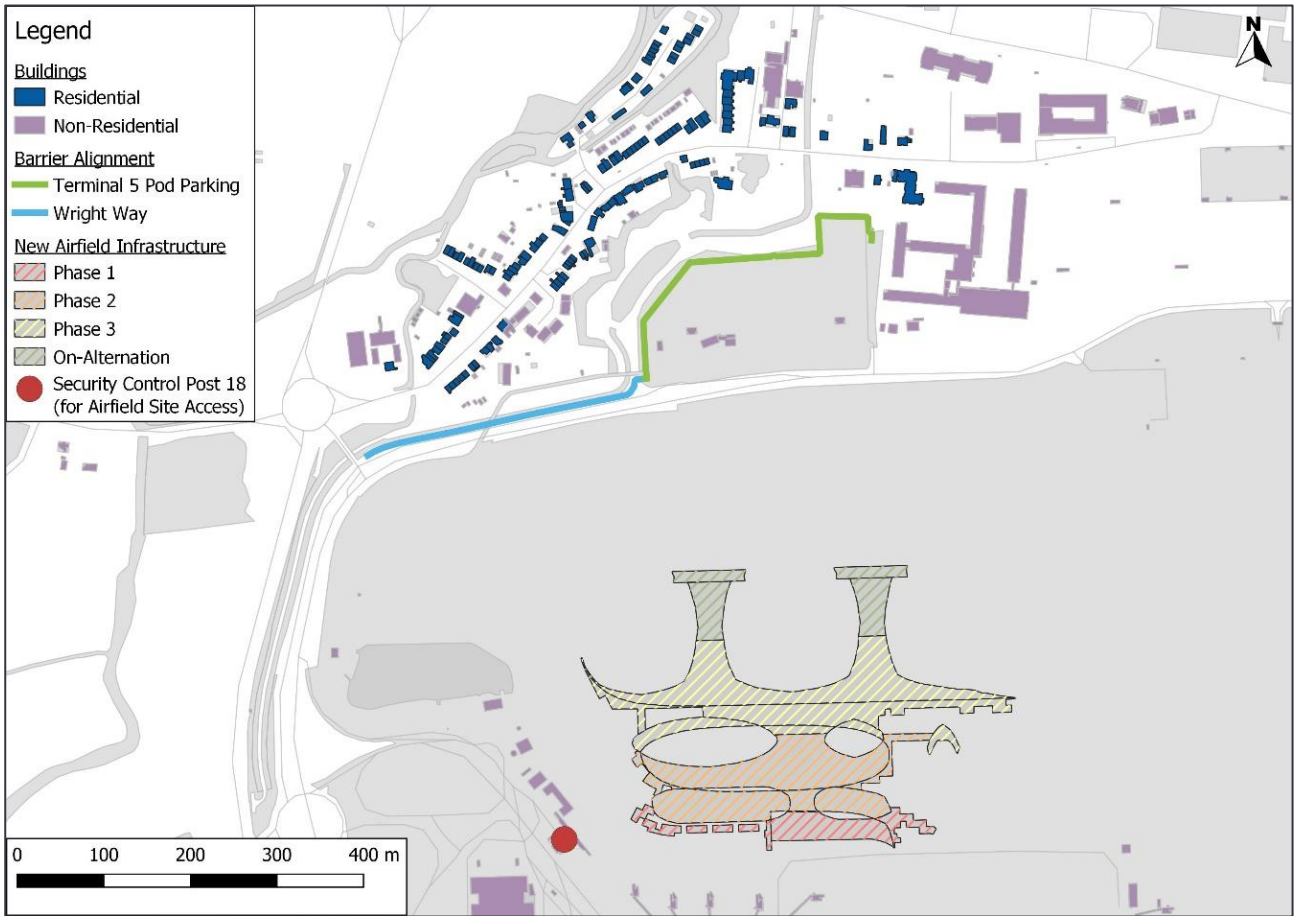 Legend
Buildings
Residential
Non-Residential
Barrier Alignment
Terminal 5 Pod Parking
Wright Way
New Airfield Infrastructure
Phase 1
Phase 2
Phase 3
On-Alternation
Security Control Post 18
(for Airfield Site Access)
N
0 100 200 300 400 m